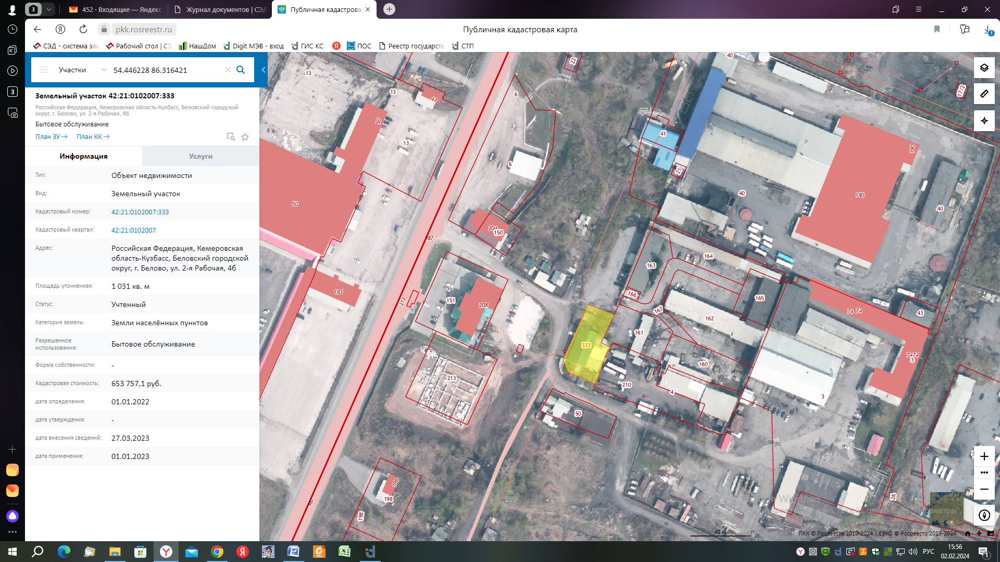 3
452 · Входящие — Яндекс
Журнал документов | СЭД
Публичная кадастрова
pkk.rosreestr.ru
Публичная кадастровая карта
1
СЭД - система эле
Рабочий стол | СЭ
НашДом
Digit МЭВ - вход
ГИС КС
Я
ПОС
Реестр государств
СТП
3
Участки
54.446228 86.316421
Земельный участок 42:21:0102007:333
Российская Федерация, Кемеровская область-Кузбасс, Беловский городской
округ, г. Белово, ул. 2-я Рабочая, 4б
Бытовое обслуживание
План ЗУ→
План КК→
Информация
Услуги
Тип:
Объект недвижимости
Вид:
Земельный участок
Кадастровый номер:
42:21:0102007:333
Кадастровый квартал:
42:21:0102007
Адрес:
Российская Федерация, Кемеровская
область-Кузбасс, Беловский городской
округ, г. Белово, ул. 2-я Рабочая, 4б
Площадь уточненная:
1 031 кв. м
Статус:
Учтенный
Категория земель:
Земли населённых пунктов
Разрешенное
использование:
Бытовое обслуживание
Форма собственности:
-
Кадастровая стоимость:
653 757,1 руб.
дата определения:
01.01.2022
дата утверждения:
-
дата внесения сведений:
27.03.2023
дата применения:
01.01.2023
40
22
13
13
43
6
17/2
50
13
41
190
6
21
40
190
40
50
204
150
987
164
163
163
313
151
208
166
165
167
162
74 74
43
161
333
160
7474
3
213
210
4
3
50
196
198
198
987
26
40 м
ПКК © Росреестр 2010-2024 | ЕЭКО © Росреестр 2019-2024
РУС
15:56
02.02.2024
1